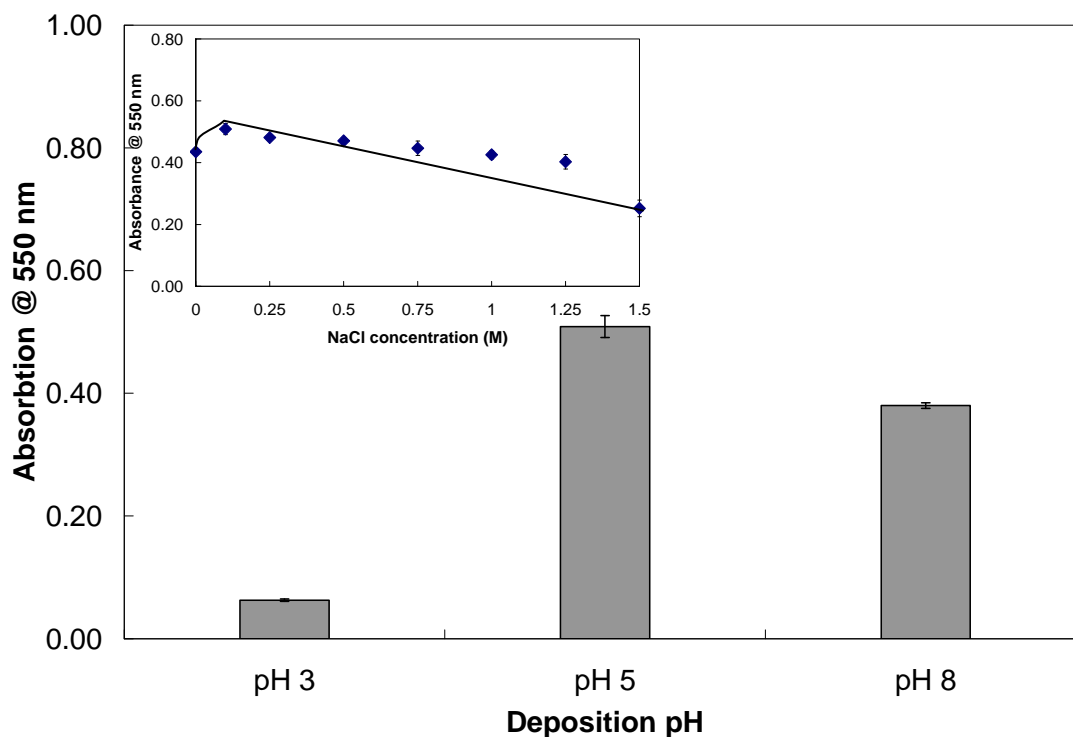 1.00
0.80
0.60
0.40
0.20
0.00
Absorbtion @ 550 nm
0.80
0.60
0.40
0.20
0.00
Absorbance @ 550 nm
0 0.25 0.5 0.75 1 1.25 1.5
NaCl concentration (M)
pH 3 pH 5 pH 8
Deposition pH